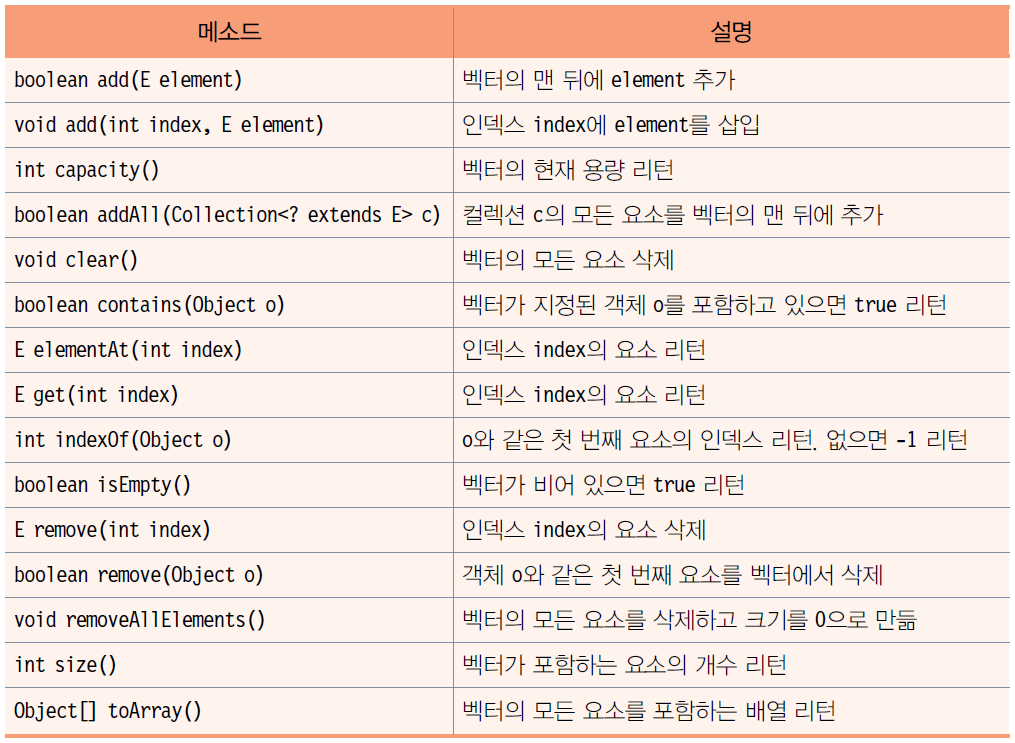 메소드 설명
boolean add(E element) 벡터의 맨 뒤에 element 추가
void add(int index, E element) 인덱스 index에 element를 삽입
int capacity() 벡터의 현재 용량 리턴
boolean addAll(Collection<? extends E> c) 컬렉션 c의 모든 요소를 벡터의 맨 뒤에 추가
void clear() 벡터의 모든 요소 삭제
boolean contains(Object o) 벡터가 지정된 객체 o를 포함하고 있으면 true 리턴
E elementAt(int index) 인덱스 index의 요소 리턴
E get(int index) 인덱스 index의 요소 리턴
int indexOf(Object o) o와 같은 첫 번째 요소의 인덱스 리턴. 없으면 -1 리턴
boolean isEmpty() 벡터가 비어 있으면 true 리턴
E remove(int index) 인덱스 index의 요소 삭제
boolean remove(Object o) 객체 o와 같은 첫 번째 요소를 벡터에서 삭제
void removeAllElements() 벡터의 모든 요소를 삭제하고 크기를 0으로 만듦
int size() 벡터가 포함하는 요소의 개수 리턴
Object[] toArray() 벡터의 모든 요소를 포함하는 배열 리턴